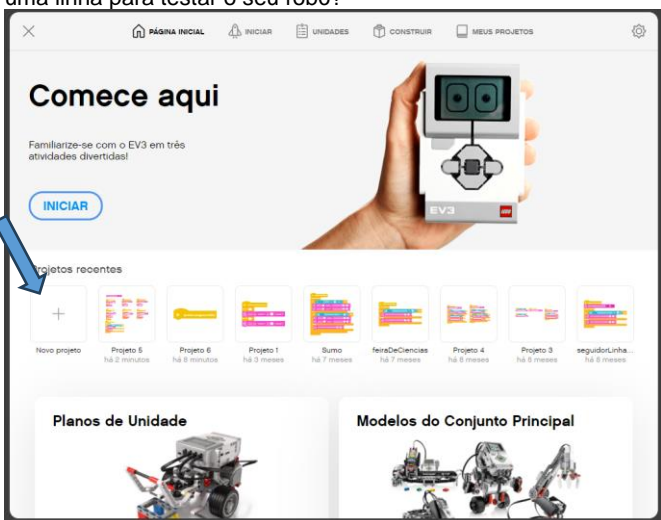 uma linha para testar o seu robô?
PÁGINA INICIAL
INICIAR
UNIDADES
CONSTRUIR
MEUS PROJETOS
Comece aqui
Familiarize-se com o EV3 em três
atividades divertidas!
INICIAR
EV3
LEGO
Projetos recentes
Novo projeto
Projeto 5
há 2 minutos
Projeto 6
há 8 minutos
Projeto 1
há 3 meses
Sumo
há 7 meses
feiraDeCiencias
há 7 meses
Projeto 4
há 8 meses
Projeto 3
há 8 meses
seguidorLinha...
há 8 meses
Planos de Unidade
Modelos do Conjunto Principal